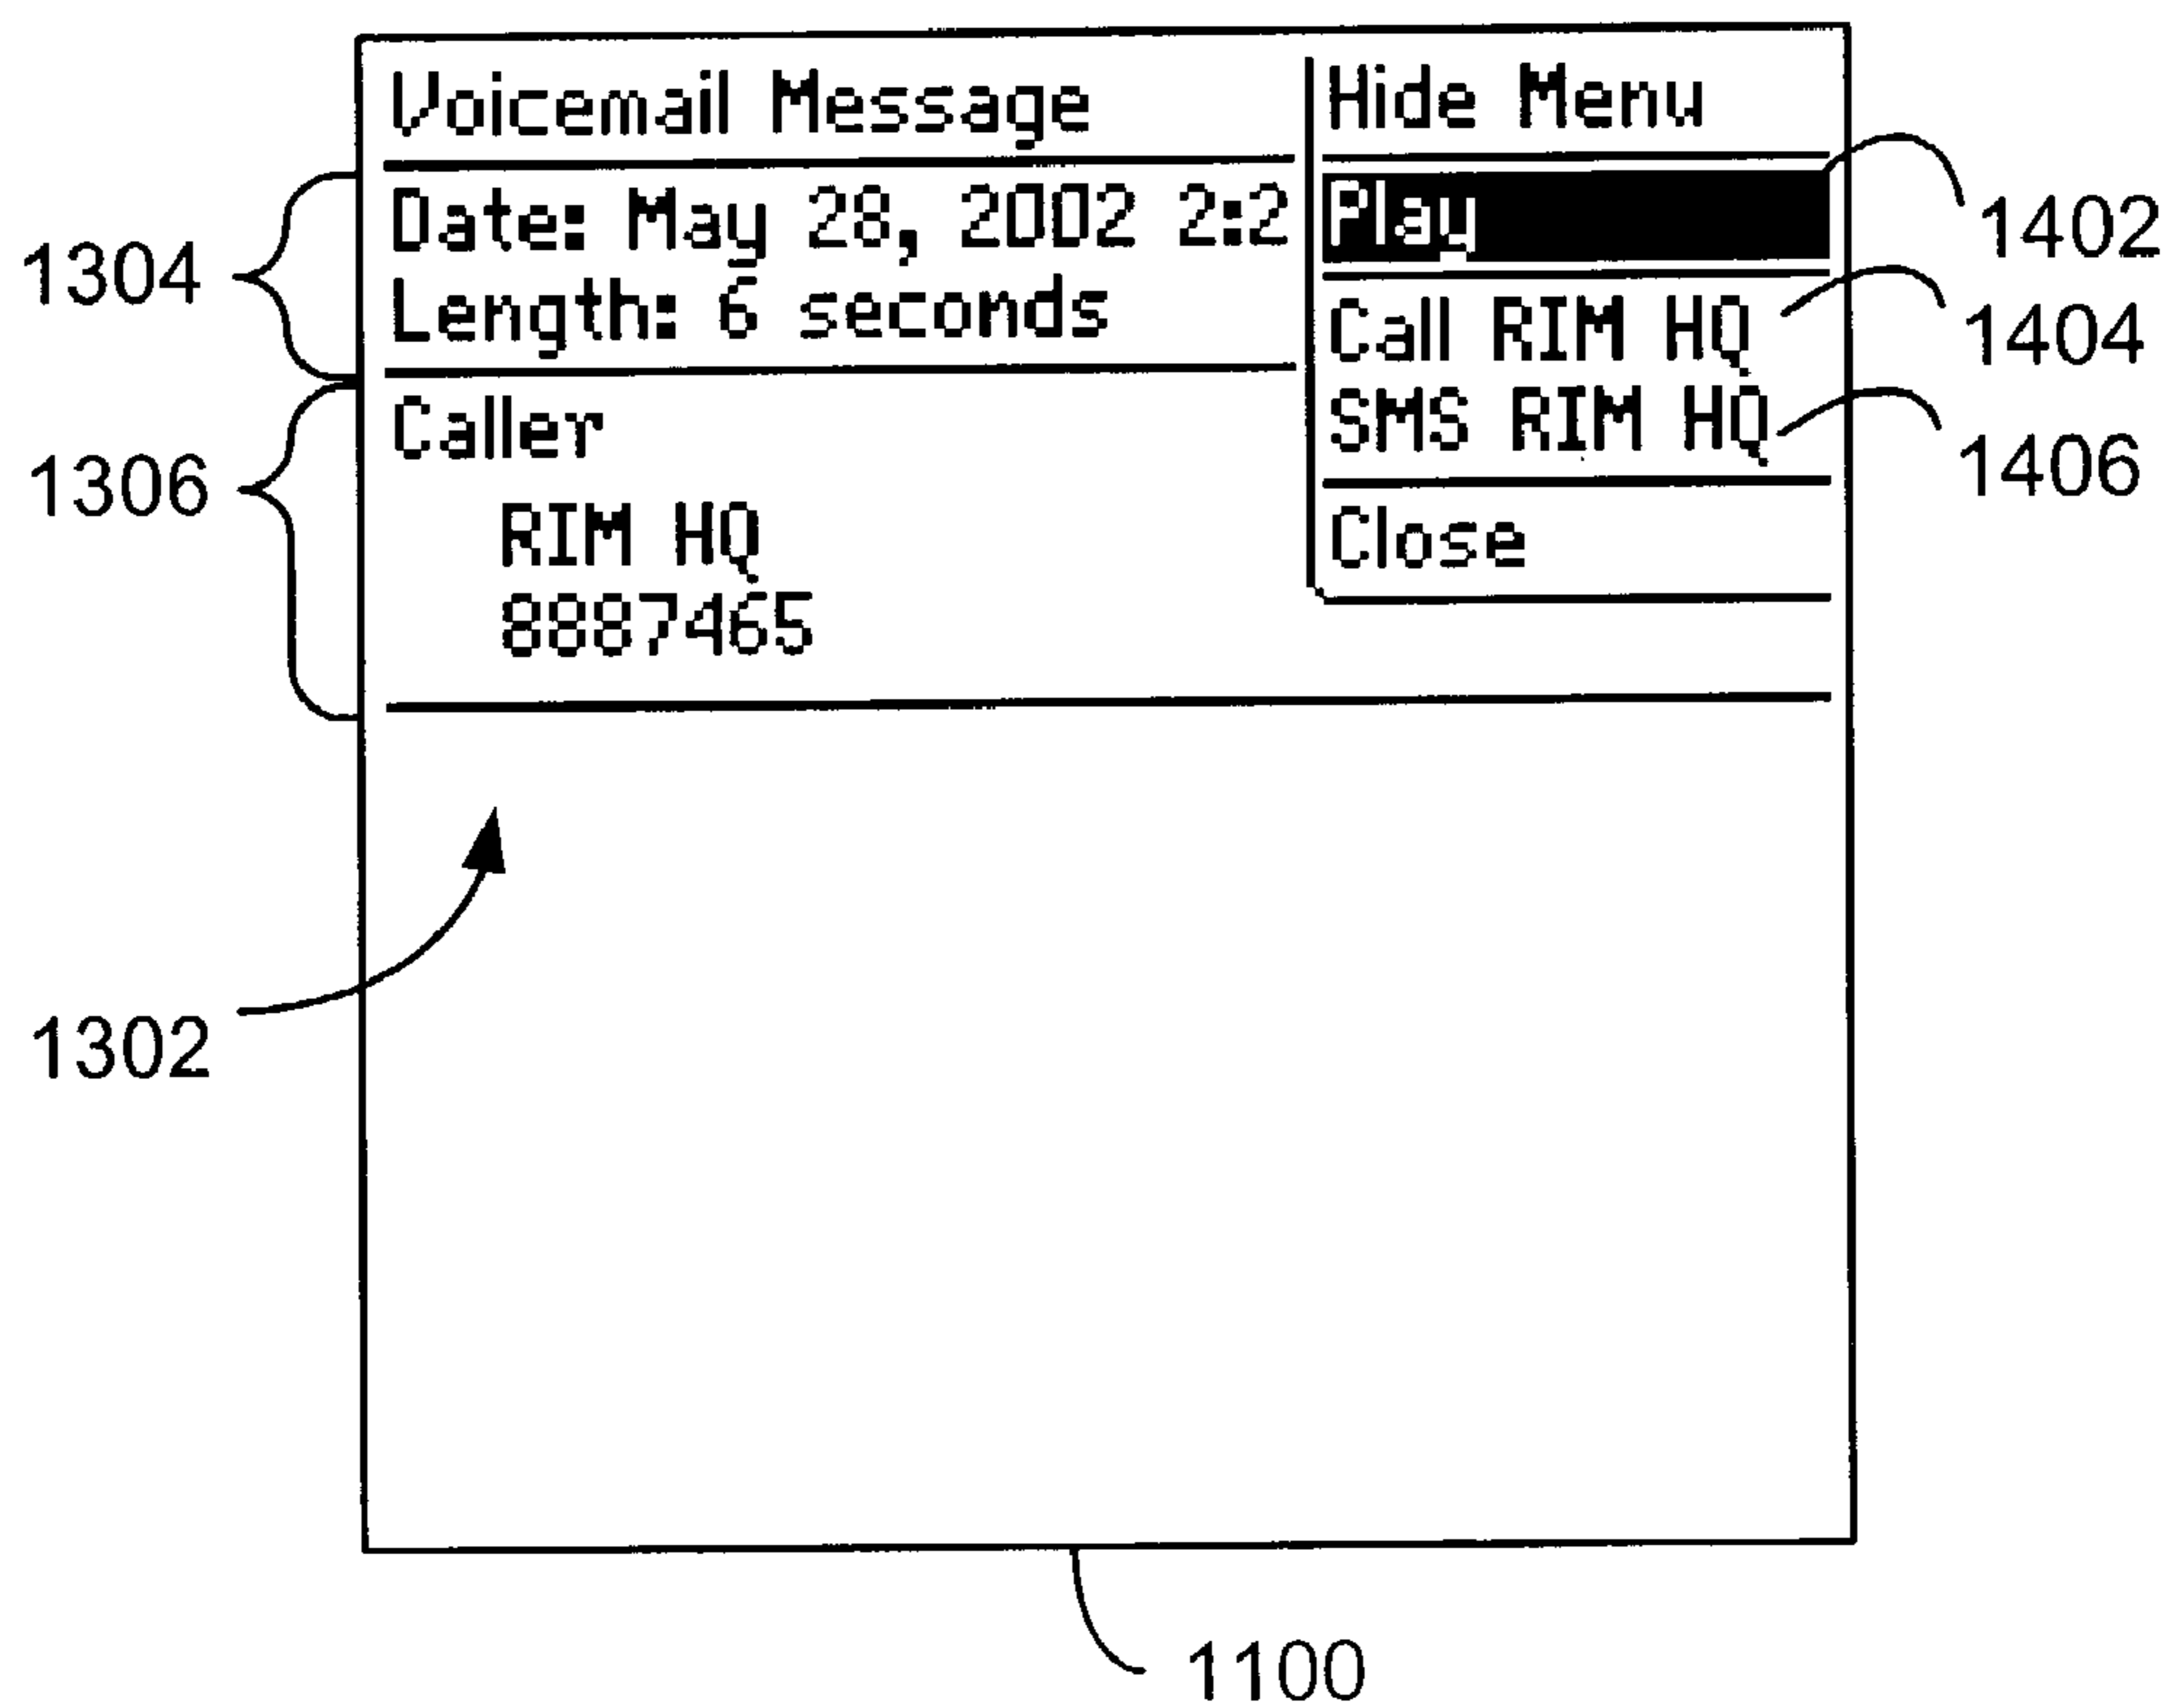 Voicemail Message
Date: May 28, 2002 2:2
Length: 6 seconds
Caller
RIM HQ
8887465
Hide Menu
Play
Call RIM HQ
SMS RIM HQ
Close
1304
1306
1302
1402
1404
1406
1100